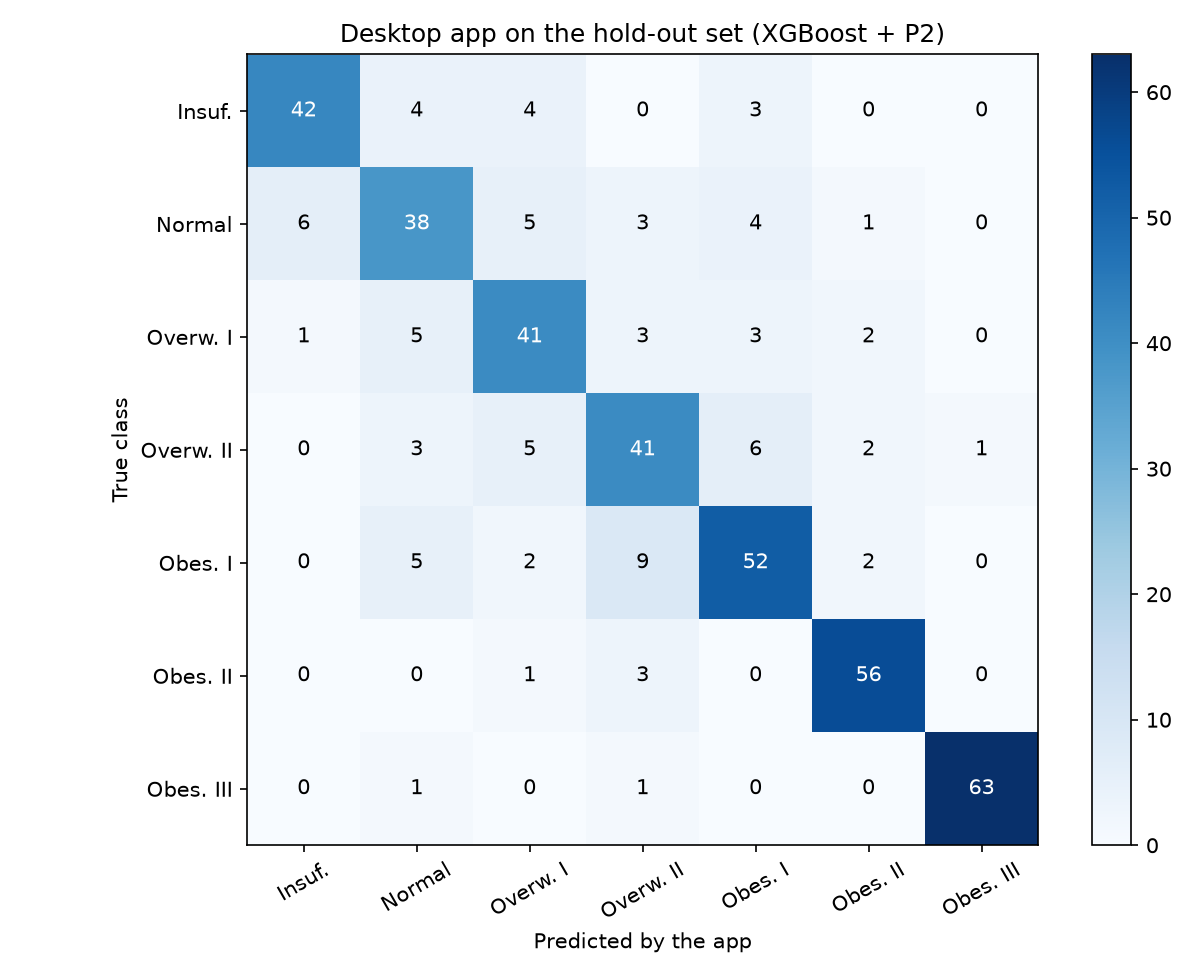 Desktop app on the hold-out set (XGBoost + P2)
Insuf. 42 4 4 0 3 0 0
Normal 6 38 5 3 4 1 0
Overw. I 1 5 41 3 3 2 0
Overw. II 0 3 5 41 6 2 1
Obes. I 0 5 2 9 52 2 0
Obes. II 0 0 1 3 0 56 0
Obes. III 0 1 0 1 0 0 63
True class
Insuf. Normal Overw. I Overw. II Obes. I Obes. II Obes. III
Predicted by the app
60
50
40
30
20
10
0